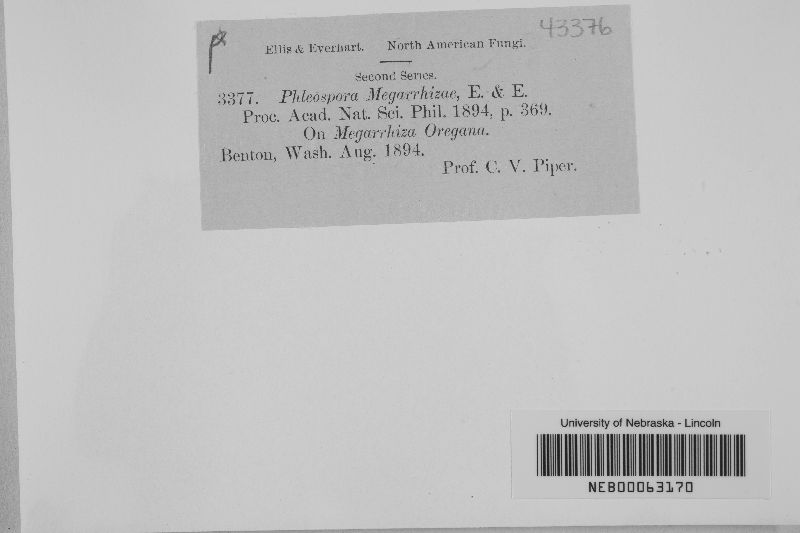 43376
Ellis & Everhart. North American Fungi.
Second Series.
3377. Phleospora Megarrhizae, E. & E.
Proc. Acad. Nat. Sci. Phil. 1894, p. 369.
On Megarrhiza Oregana.
Benton, Wash. Aug. 1894.
Prof. C. V. Piper.
University of Nebraska - Lincoln
NEB00063170